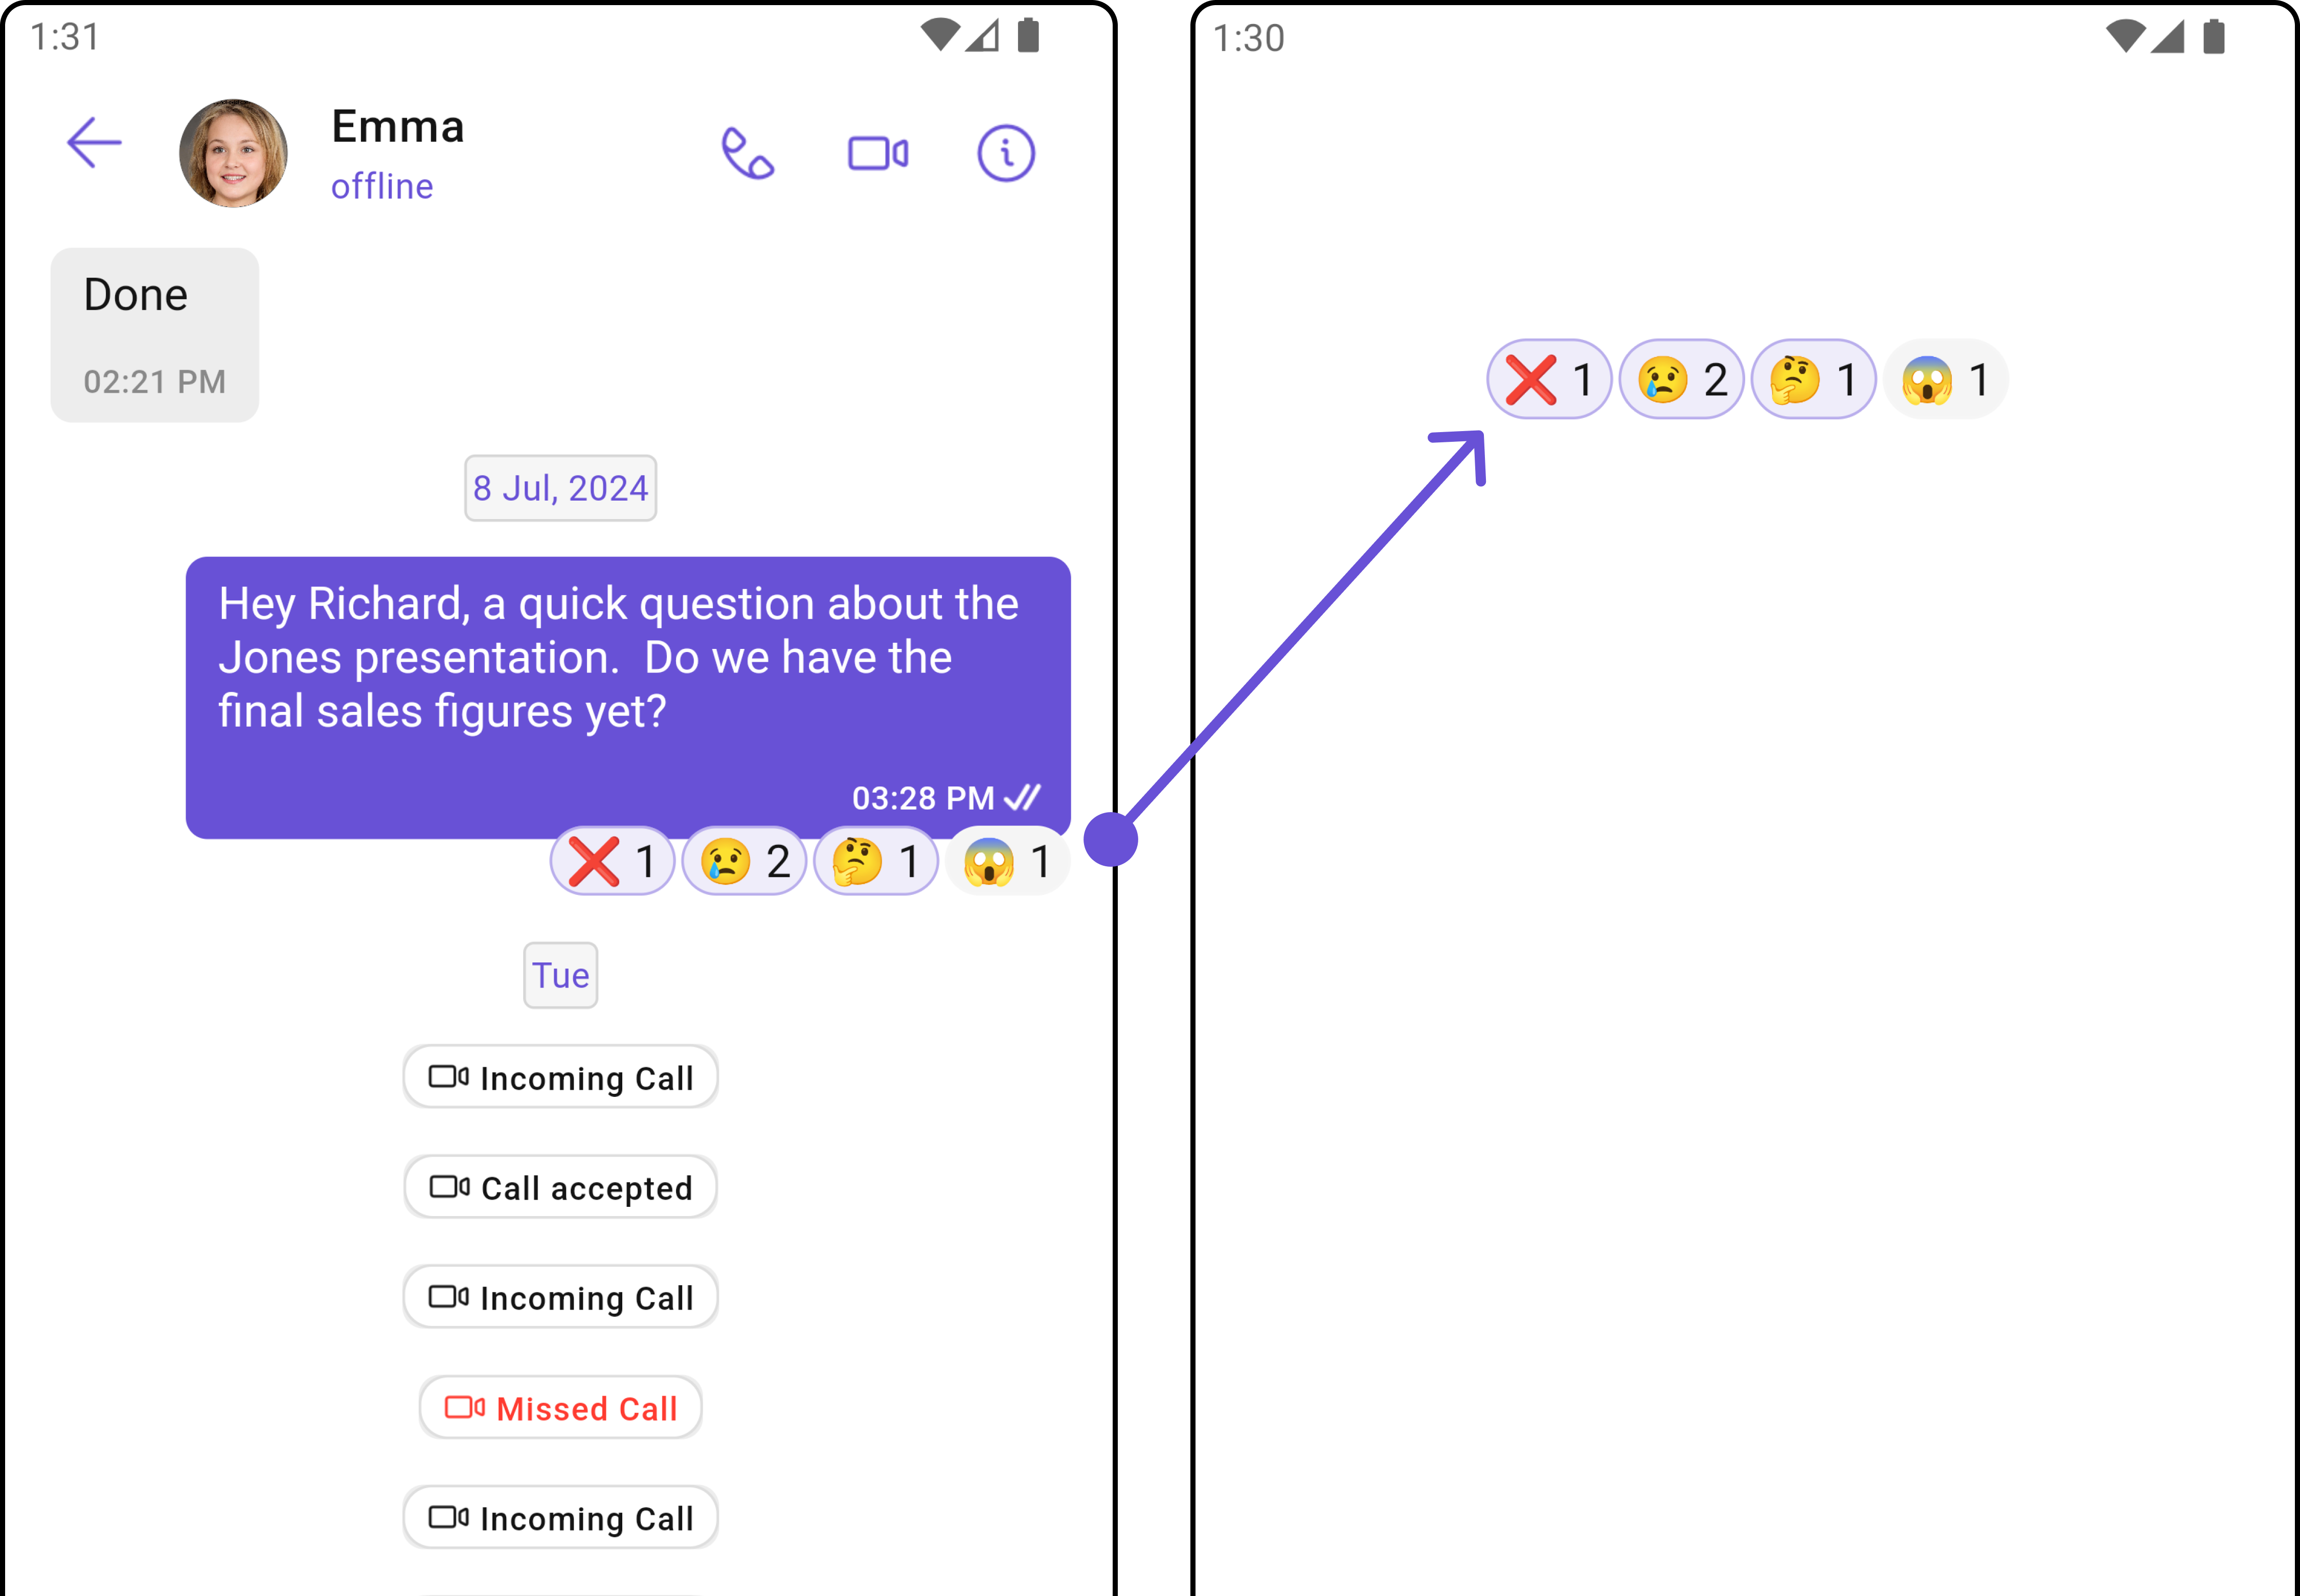 1:31
Emma
offline
Done
02:21 PM
8 Jul, 2024
Hey Richard, a quick question about the
Jones presentation.  Do we have the
final sales figures yet?
03:28 PM
❌ 1 😢 2 🤔 1 😱 1
Tue
Incoming Call
Call accepted
Incoming Call
Missed Call
Incoming Call
1:30
❌ 1 😢 2 🤔 1 😱 1